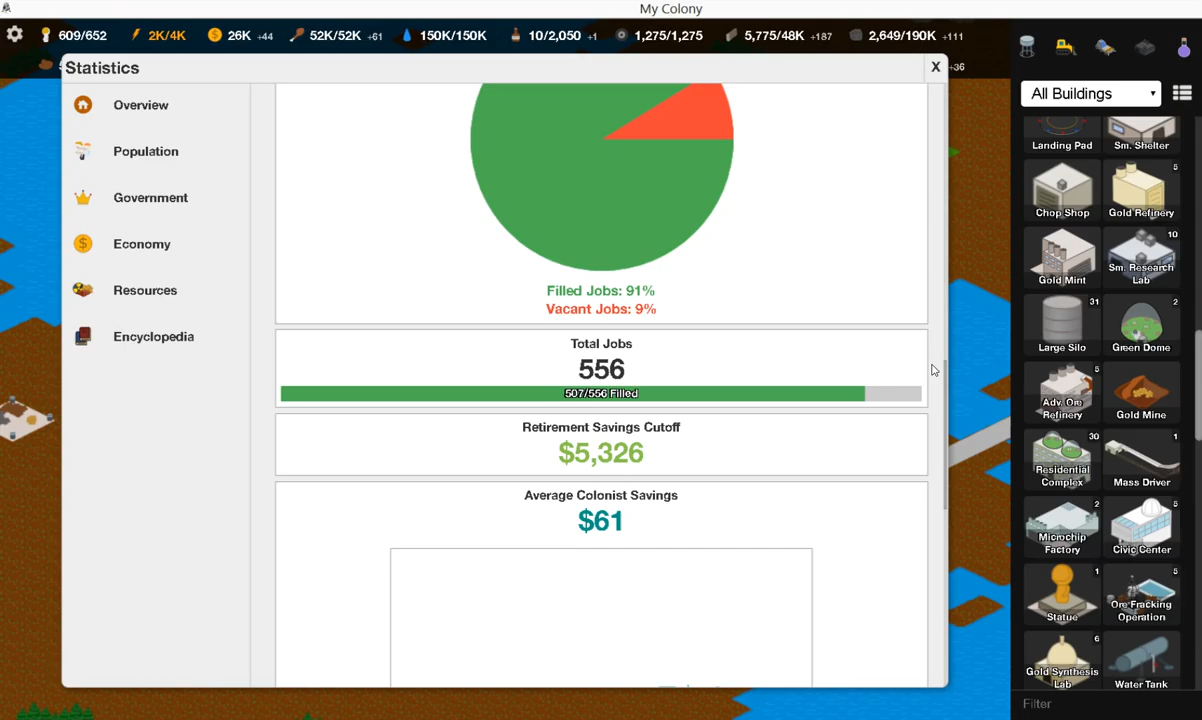 My Colony
609/652 2K/4K 26K +44 52K/52K +61 150K/150K 10/2,050 +1 1,275/1,275 5,775/48K +187 2,649/190K +111
+36
Statistics X
Overview
Population
Government
Economy
Resources
Encyclopedia
Filled Jobs: 91%
Vacant Jobs: 9%
Total Jobs
556
507/556 Filled
Retirement Savings Cutoff
$5,326
Average Colonist Savings
$61
All Buildings
Landing Pad
Sm. Shelter
Chop Shop
5
Gold Refinery
Gold Mint
10
Sm. Research
Lab
31
Large Silo
2
Green Dome
5
Adv. Ore
Refinery
Gold Mine
30
Residential
Complex
1
Mass Driver
2
Microchip
Factory
5
Civic Center
1
Statue
5
Ore Fracking
Operation
6
Gold Synthesis
Lab
Water Tank
Filter